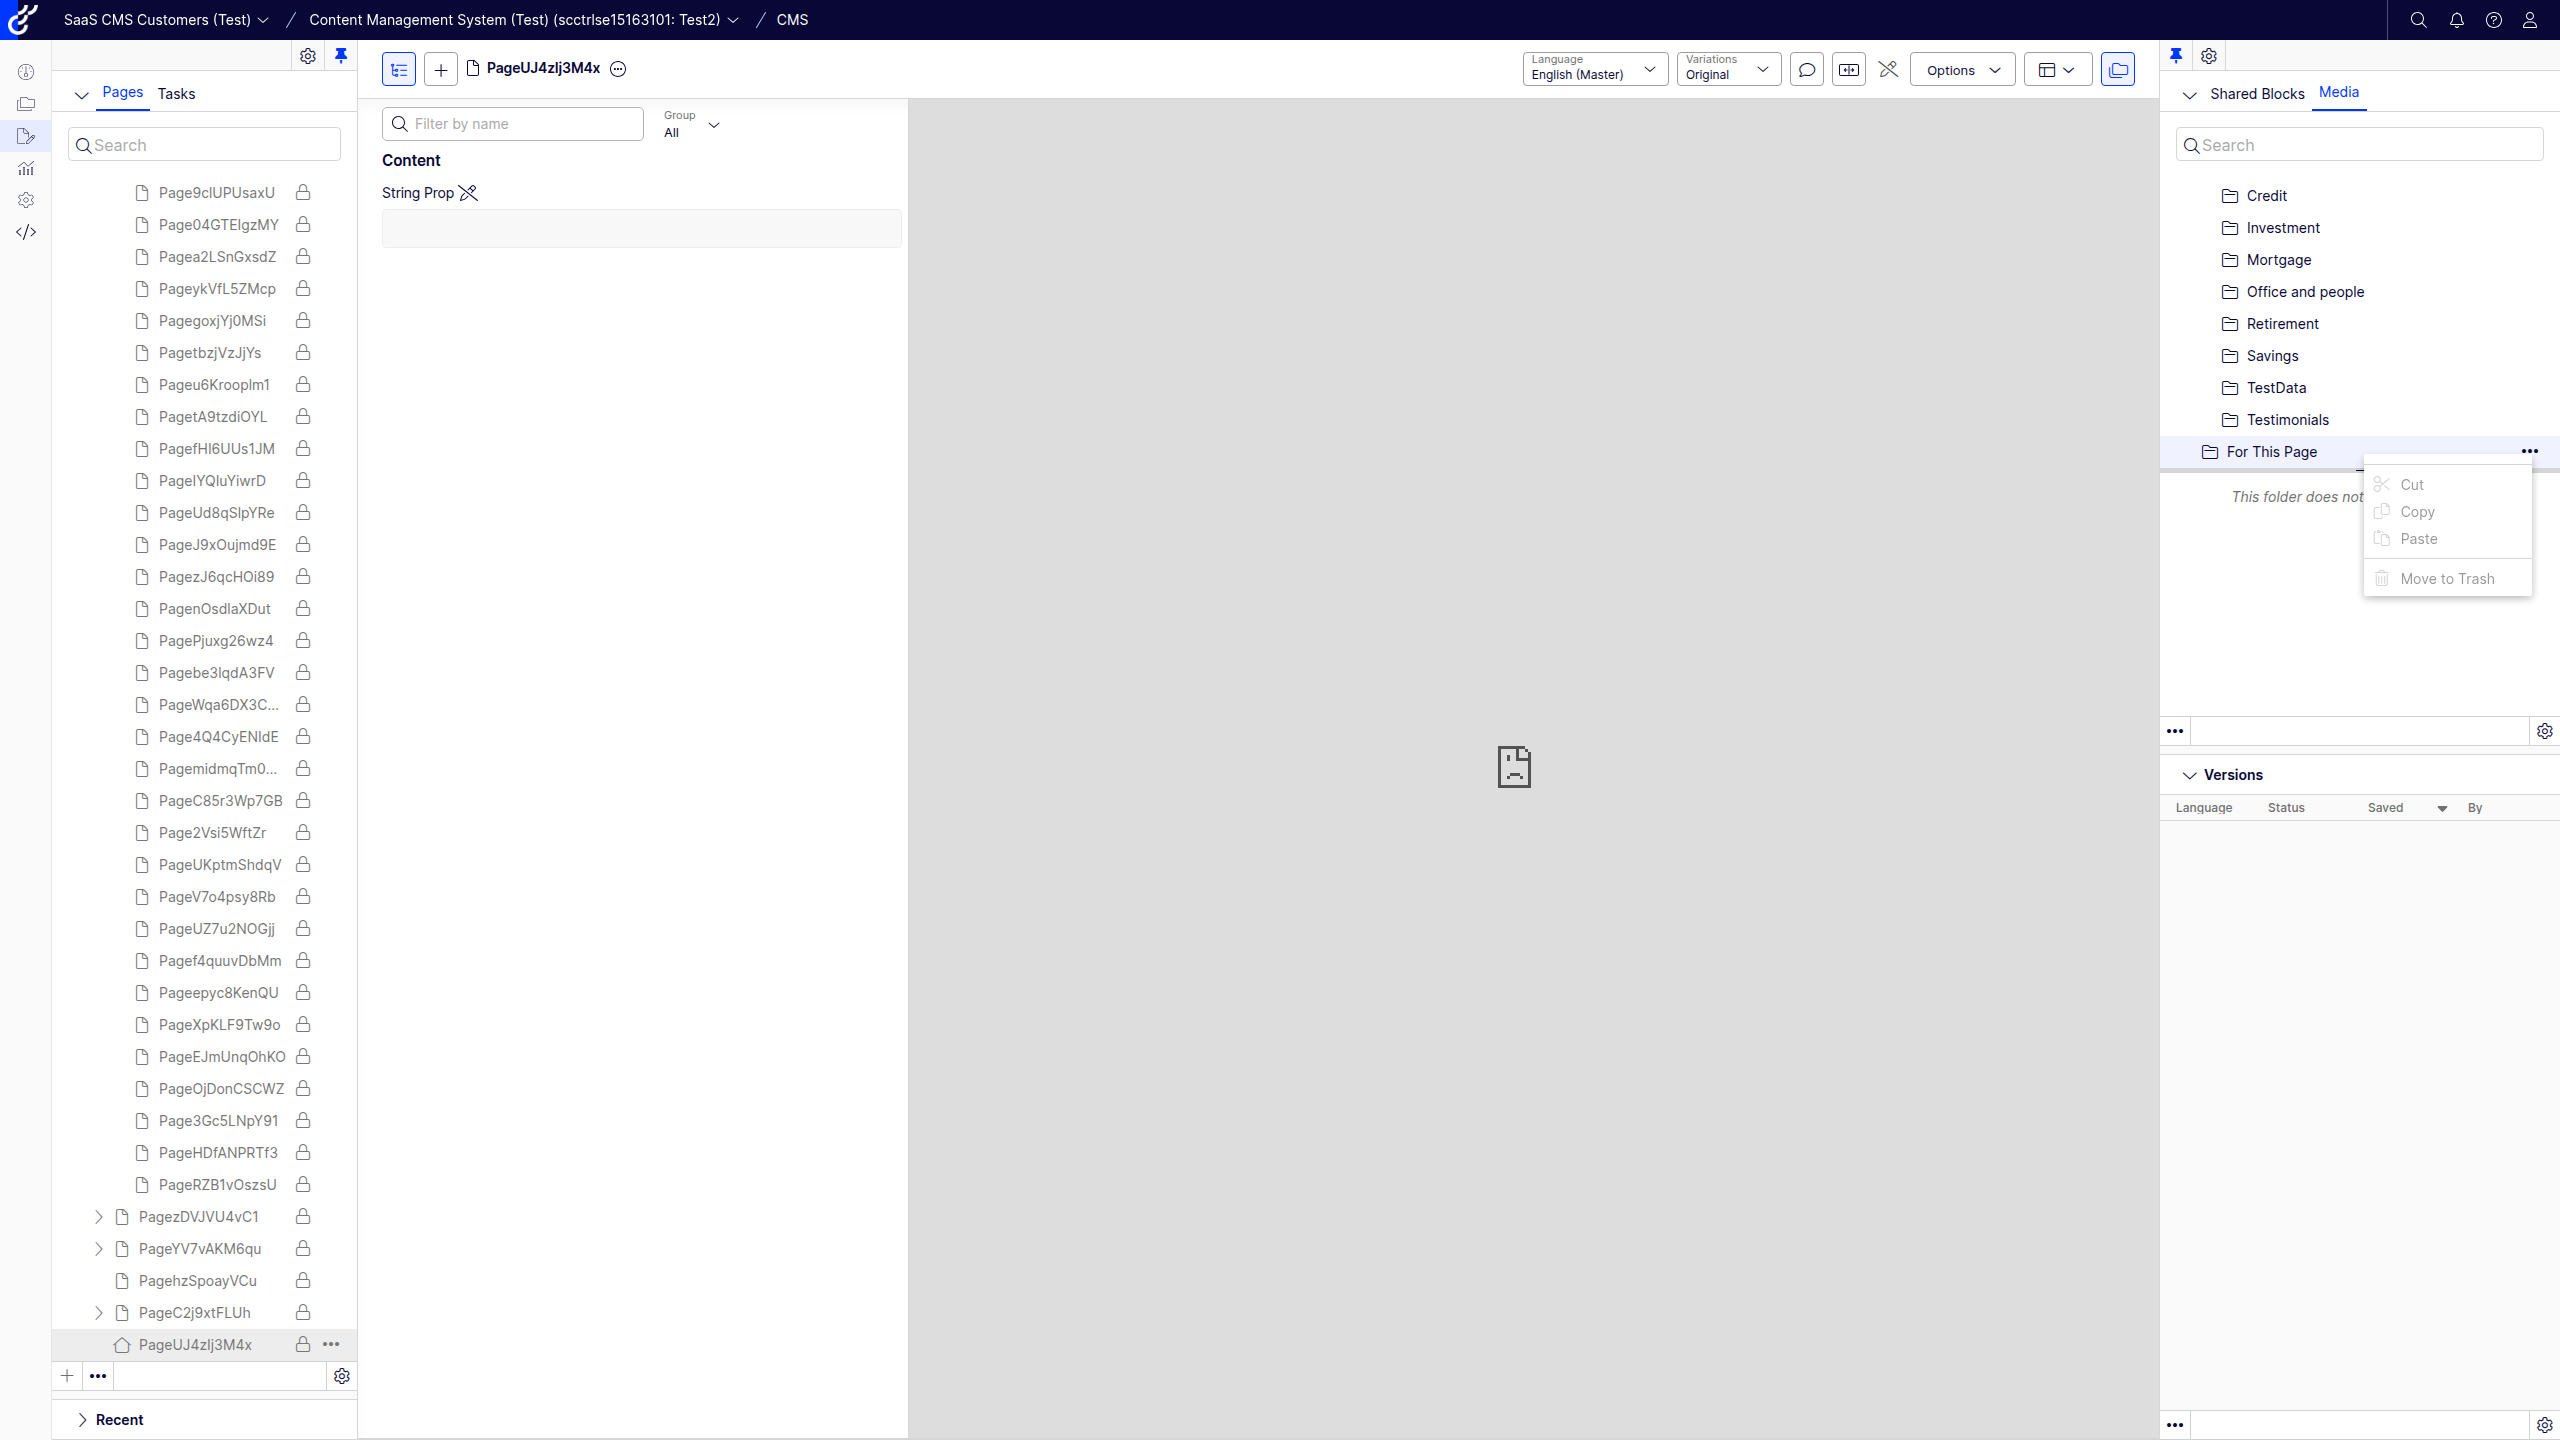 SaaS CMS Customers (Test) / Content Management System (Test) (scctrlse15163101: Test2) / CMS
Pages Tasks
Search
Page9clUPUsaxU
Page04GTElgzMY
Pagea2LSnGxsdZ
PageykVfL5ZMcp
PagegoxjYj0MSi
PagetbzjVzJjYs
Pageu6Krooplm1
PagetA9tzdiOYL
PagefHl6UUs1JM
PageIYQluYiwrD
PageUd8qSlpYRe
PageJ9xOujmd9E
PagezJ6qcHOi89
PagenOsdlaXDut
PagePjuxg26wz4
Pagebe3lqdA3FV
PageWqa6DX3C...
Page4Q4CyENldE
PagemidmqTm0...
PageC85r3Wp7GB
Page2Vsi5WftZr
PageUKptmShdqV
PageV7o4psy8Rb
PageUZ7u2NOGjj
Pagef4quuvDbMm
Pageepyc8KenQU
PageXpKLF9Tw9o
PageEJmUnqOhKO
PageOjDonCSCWZ
Page3Gc5LNpY91
PageHDfANPRTf3
PageRZB1vOszsU
PagezDVJVU4vC1
PageYV7vAKM6qu
PagehzSpoayVCu
PageC2j9xtFLUh
PageUJ4zlj3M4x
Recent
PageUJ4zlj3M4x
Language
English (Master)
Variations
Original
Options
Filter by name
Group
All
Content
String Prop
Shared Blocks Media
Search
Credit
Investment
Mortgage
Office and people
Retirement
Savings
TestData
Testimonials
For This Page
This folder does not
Cut
Copy
Paste
Move to Trash
Versions
Language Status Saved By